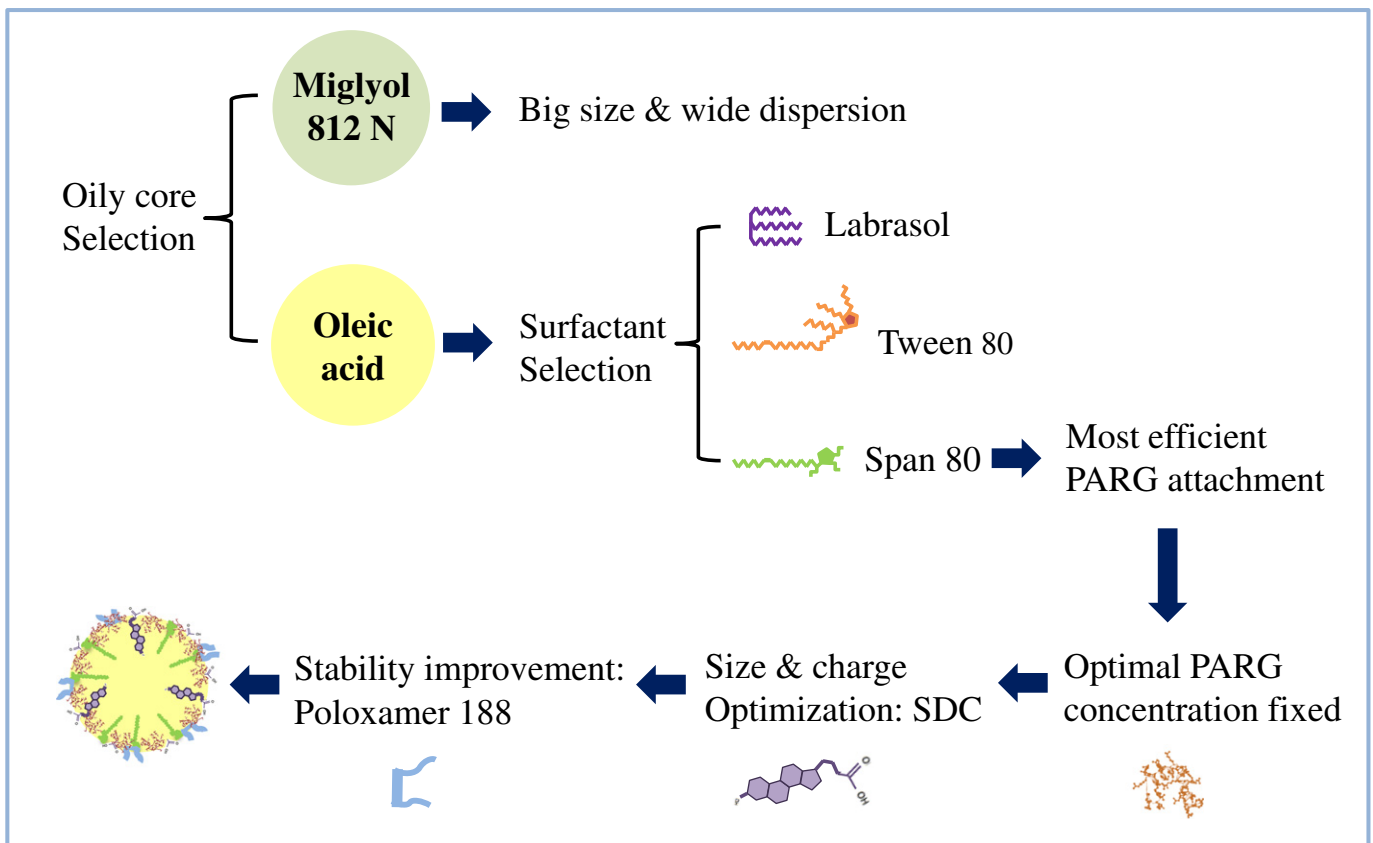 Miglyol
812 N
Big size & wide dispersion
Oily core
Selection
Oleic
acid
Surfactant
Selection
Labrasol
Tween 80
Span 80
Most efficient
PARG attachment
Optimal PARG
concentration fixed
Size & charge
Optimization: SDC
O
OH
Stability improvement:
Poloxamer 188